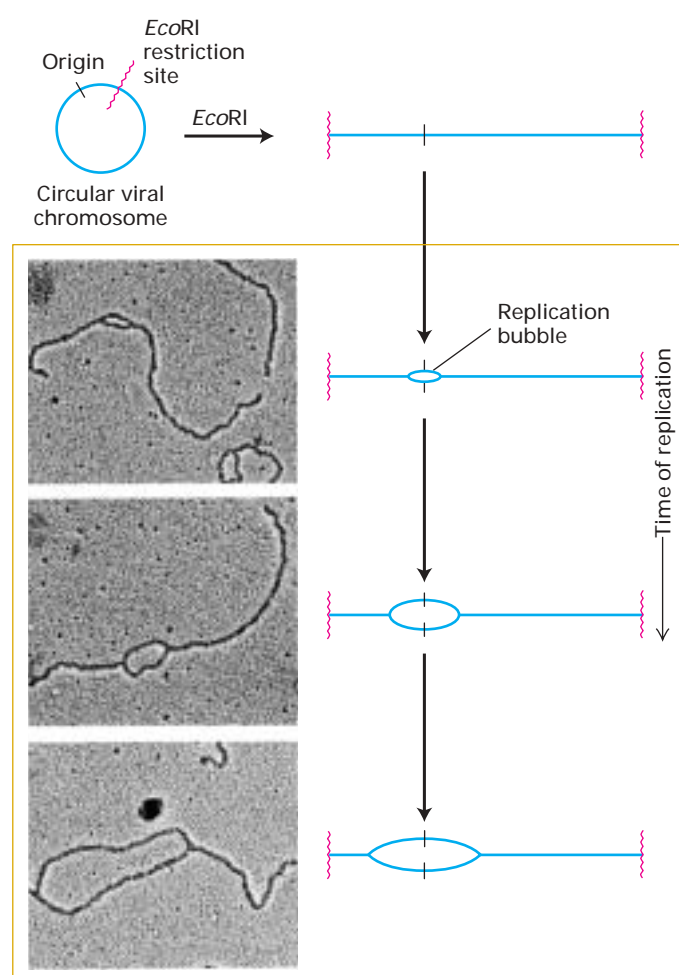 EcoRI
restriction
site
Origin
EcoRI
Circular viral
chromosome
Replication
bubble
Time of replication